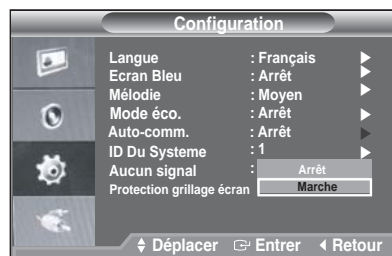 Configuration
Langue : Français
Ecran Bleu : Arrêt
Mélodie : Moyen
Mode éco. : Arrêt
Auto-comm. : Arrêt
ID Du Systeme : 1
Aucun signal : Arrêt
Protection grillage écran Marche
Déplacer Entrer Retour